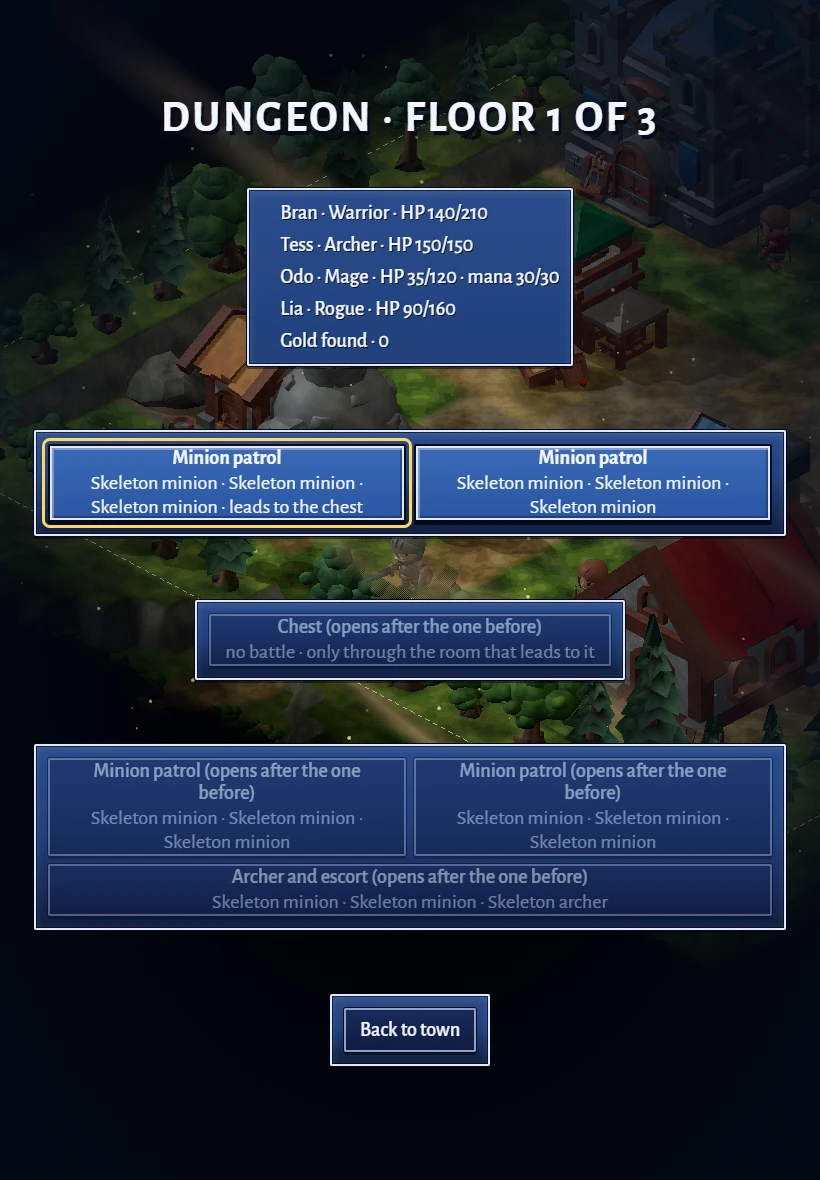 DUNGEON · FLOOR 1 OF 3
Bran · Warrior · HP 140/210
Tess · Archer · HP 150/150
Odo · Mage · HP 35/120 · mana 30/30
Lia · Rogue · HP 90/160
Gold found · 0
Minion patrol
Skeleton minion · Skeleton minion ·
Skeleton minion · leads to the chest
Minion patrol
Skeleton minion · Skeleton minion ·
Skeleton minion
Chest (opens after the one before)
no battle · only through the room that leads to it
Minion patrol (opens after the one
before)
Skeleton minion · Skeleton minion ·
Skeleton minion
Minion patrol (opens after the one
before)
Skeleton minion · Skeleton minion ·
Skeleton minion
Archer and escort (opens after the one before)
Skeleton minion · Skeleton minion · Skeleton archer
Back to town